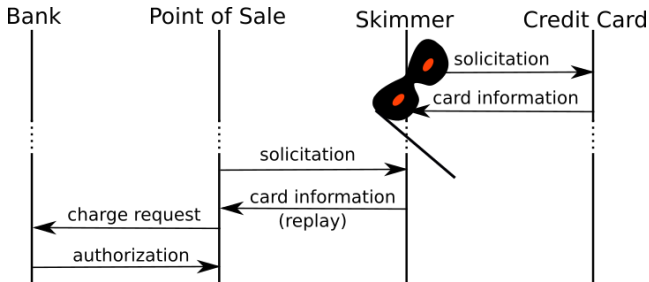 Bank Point of Sale Skimmer Credit Card
solicitation
card information
solicitation
card information
(replay)
charge request
authorization